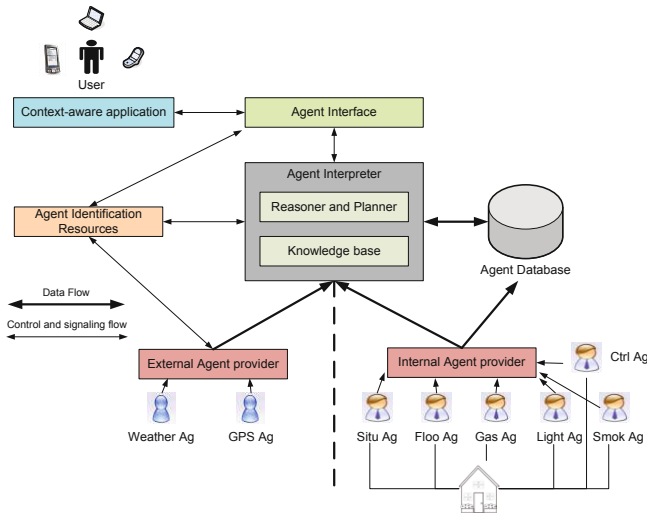 User
Context-aware application
Agent Interface
Agent Interpreter
Reasoner and Planner
Knowledge base
Agent Identification
Resources
Agent Database
Data Flow
Control and signaling flow
External Agent provider
Internal Agent provider
Ctrl Ag
Weather Ag
GPS Ag
Situ Ag
Floo Ag
Gas Ag
Light Ag
Smok Ag